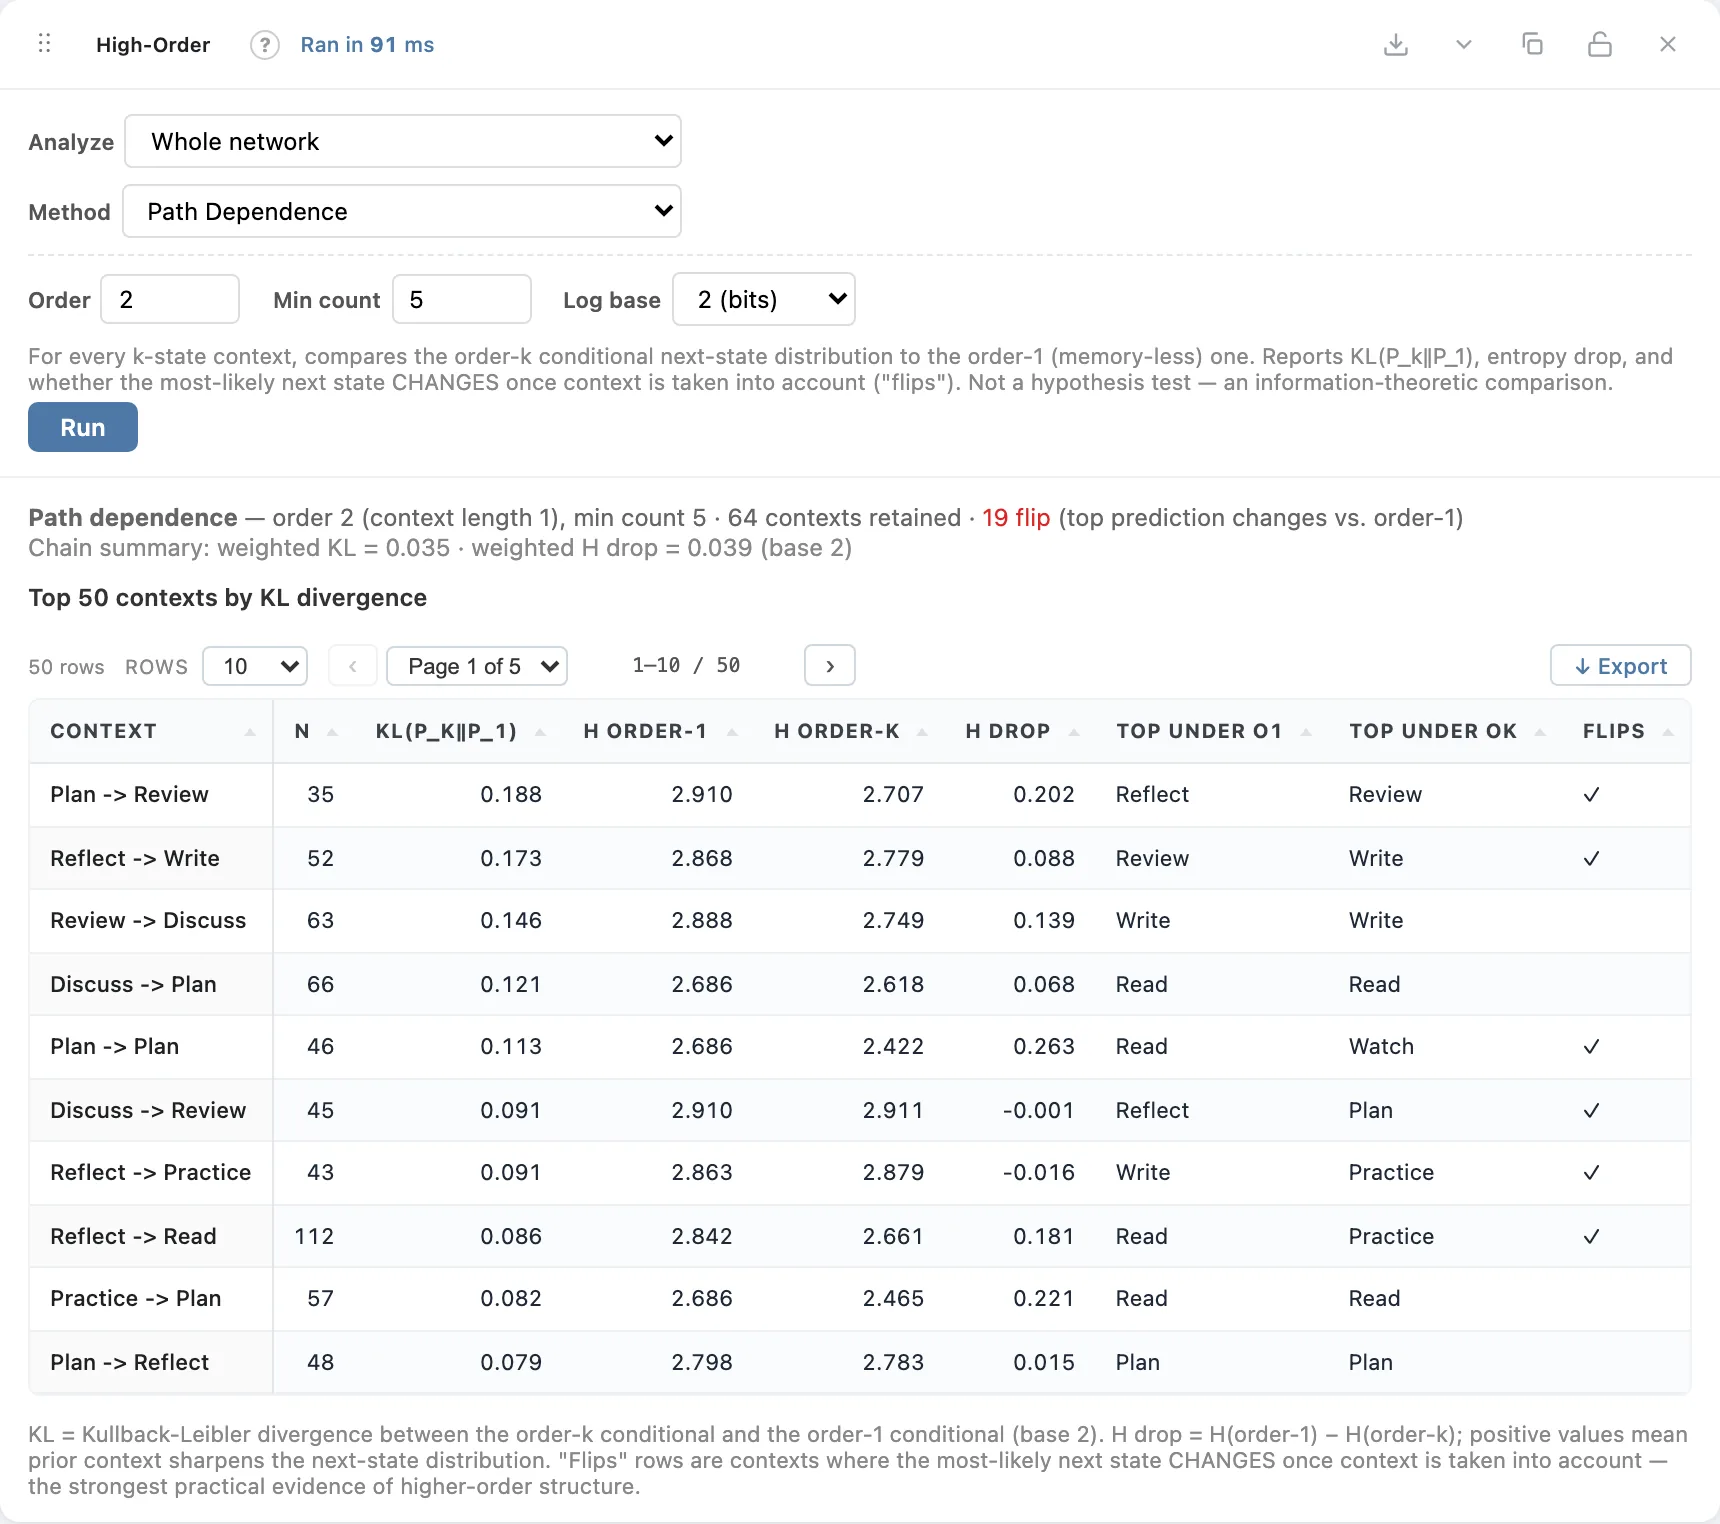 High-Order ? Ran in 91 ms
Analyze Whole network
Method Path Dependence
Order 2 Min count 5 Log base 2 (bits)
For every k-state context, compares the order-k conditional next-state distribution to the order-1 (memory-less) one. Reports KL(P_k‖P_1), entropy drop, and
whether the most-likely next state CHANGES once context is taken into account ("flips"). Not a hypothesis test — an information-theoretic comparison.
Run
Path dependence — order 2 (context length 1), min count 5 · 64 contexts retained · 19 flip (top prediction changes vs. order-1)
Chain summary: weighted KL = 0.035 · weighted H drop = 0.039 (base 2)
Top 50 contexts by KL divergence
50 rows ROWS 10 ‹ Page 1 of 5 1–10 / 50 › ↓ Export
CONTEXT N KL(P_K‖P_1) H ORDER-1 H ORDER-K H DROP TOP UNDER O1 TOP UNDER OK FLIPS
Plan -> Review 35 0.188 2.910 2.707 0.202 Reflect Review ✓
Reflect -> Write 52 0.173 2.868 2.779 0.088 Review Write ✓
Review -> Discuss 63 0.146 2.888 2.749 0.139 Write Write
Discuss -> Plan 66 0.121 2.686 2.618 0.068 Read Read
Plan -> Plan 46 0.113 2.686 2.422 0.263 Read Watch ✓
Discuss -> Review 45 0.091 2.910 2.911 -0.001 Reflect Plan ✓
Reflect -> Practice 43 0.091 2.863 2.879 -0.016 Write Practice ✓
Reflect -> Read 112 0.086 2.842 2.661 0.181 Read Practice ✓
Practice -> Plan 57 0.082 2.686 2.465 0.221 Read Read
Plan -> Reflect 48 0.079 2.798 2.783 0.015 Plan Plan
KL = Kullback-Leibler divergence between the order-k conditional and the order-1 conditional (base 2). H drop = H(order-1) − H(order-k); positive values mean
prior context sharpens the next-state distribution. "Flips" rows are contexts where the most-likely next state CHANGES once context is taken into account —
the strongest practical evidence of higher-order structure.